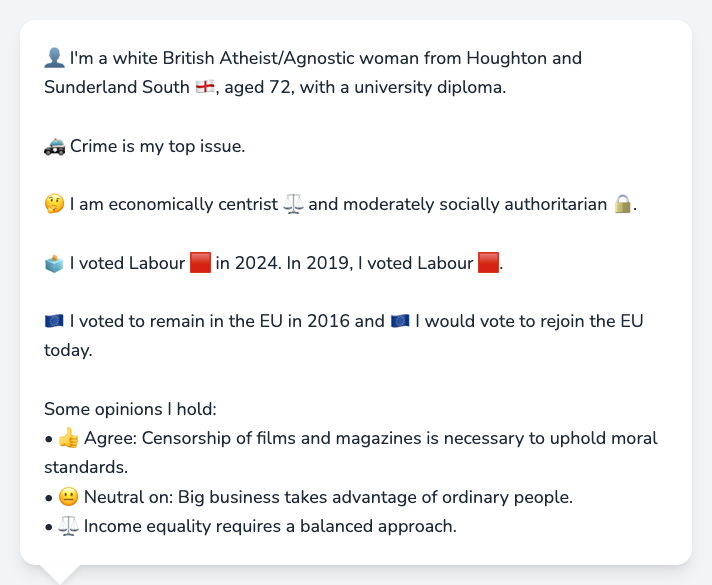 👤 I'm a white British Atheist/Agnostic woman from Houghton and
Sunderland South 🏴󠁧󠁢󠁥󠁮󠁧󠁿, aged 72, with a university diploma.
🚓 Crime is my top issue.
🤔 I am economically centrist ⚖️ and moderately socially authoritarian 🔒.
🗳️ I voted Labour 🟥 in 2024. In 2019, I voted Labour 🟥.
🇪🇺 I voted to remain in the EU in 2016 and 🇪🇺 I would vote to rejoin the EU
today.
Some opinions I hold:
• 👍 Agree: Censorship of films and magazines is necessary to uphold moral
standards.
• 😐 Neutral on: Big business takes advantage of ordinary people.
• ⚖️ Income equality requires a balanced approach.